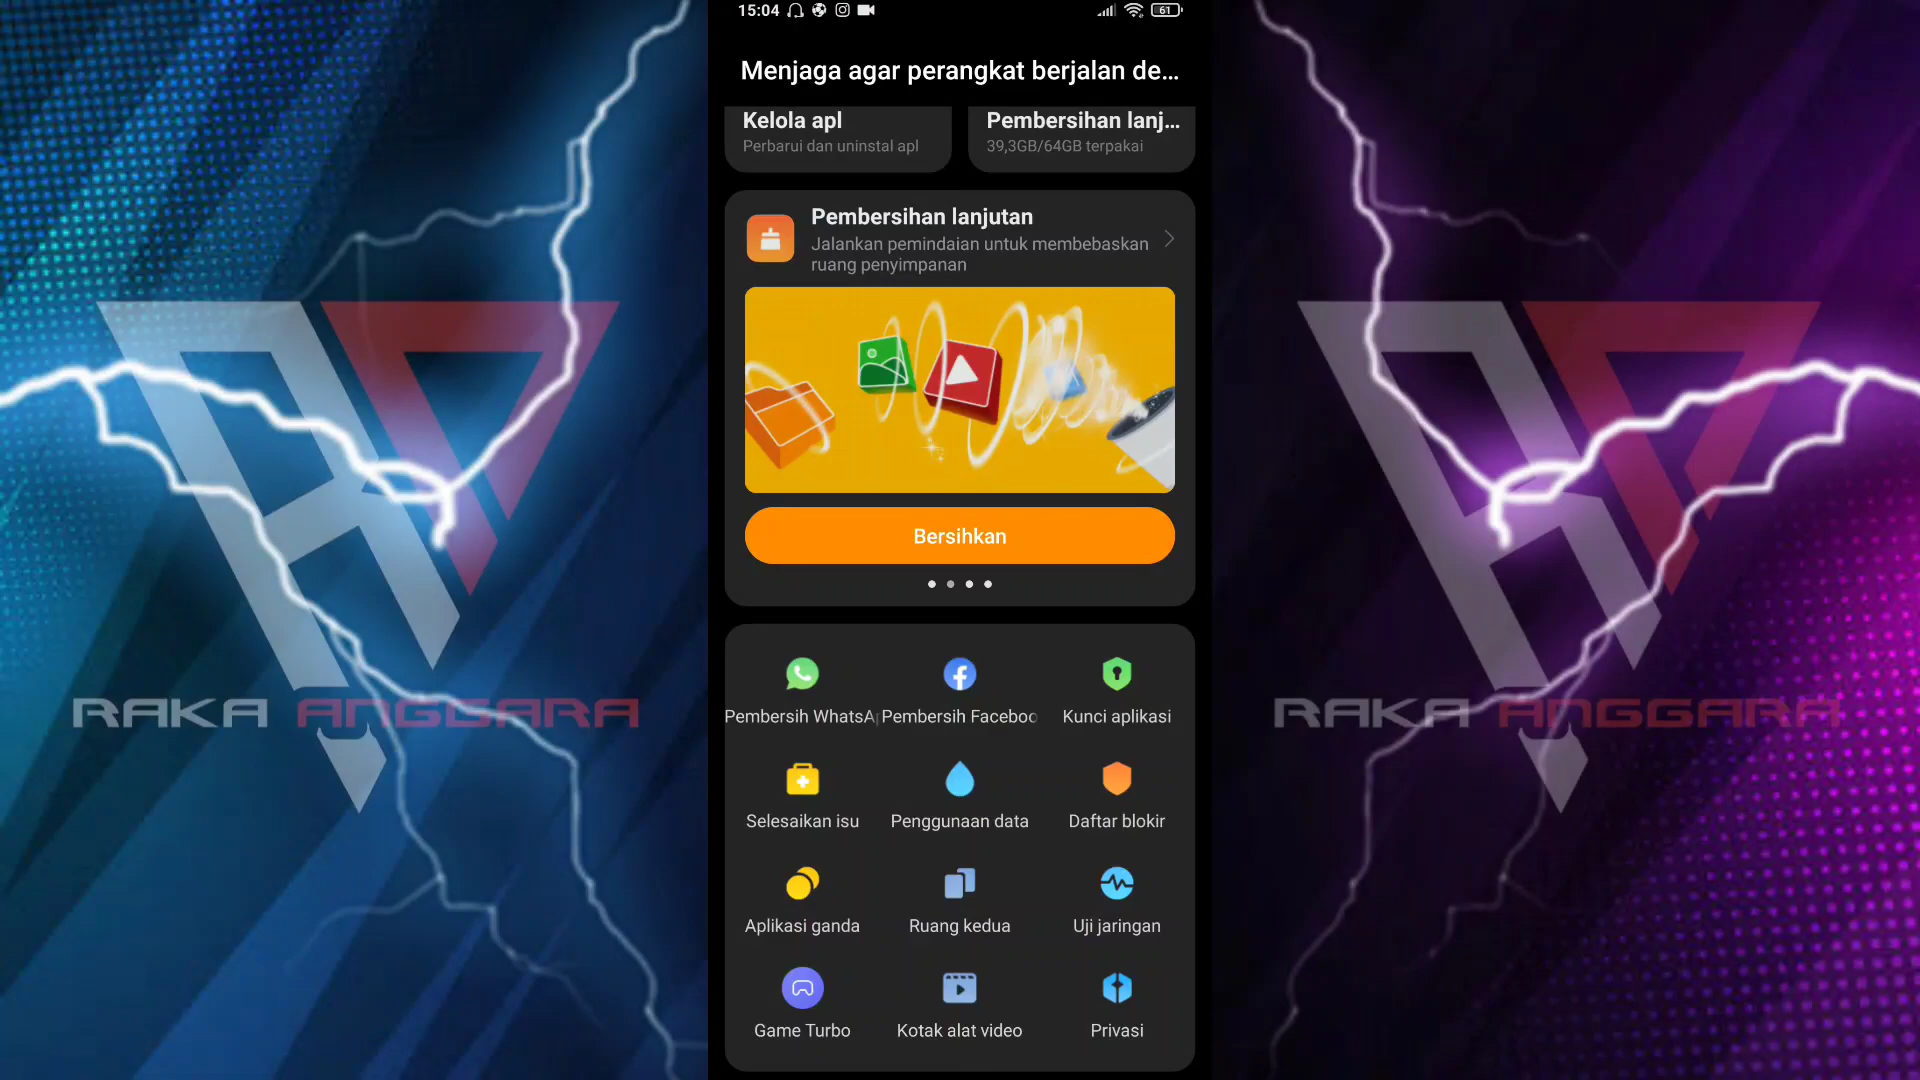 15:04
61
Menjaga agar perangkat berjalan de...
Kelola apl
Perbarui dan uninstal apl
Pembersihan lanj...
39,3GB/64GB terpakai
Pembersihan lanjutan
Jalankan pemindaian untuk membebaskan
ruang penyimpanan
Bersihkan
Pembersih WhatsAp
Pembersih Faceboo
Kunci aplikasi
Selesaikan isu
Penggunaan data
Daftar blokir
Aplikasi ganda
Ruang kedua
Uji jaringan
Game Turbo
Kotak alat video
Privasi
RAKA ANGGARA
RAKA ANGGARA